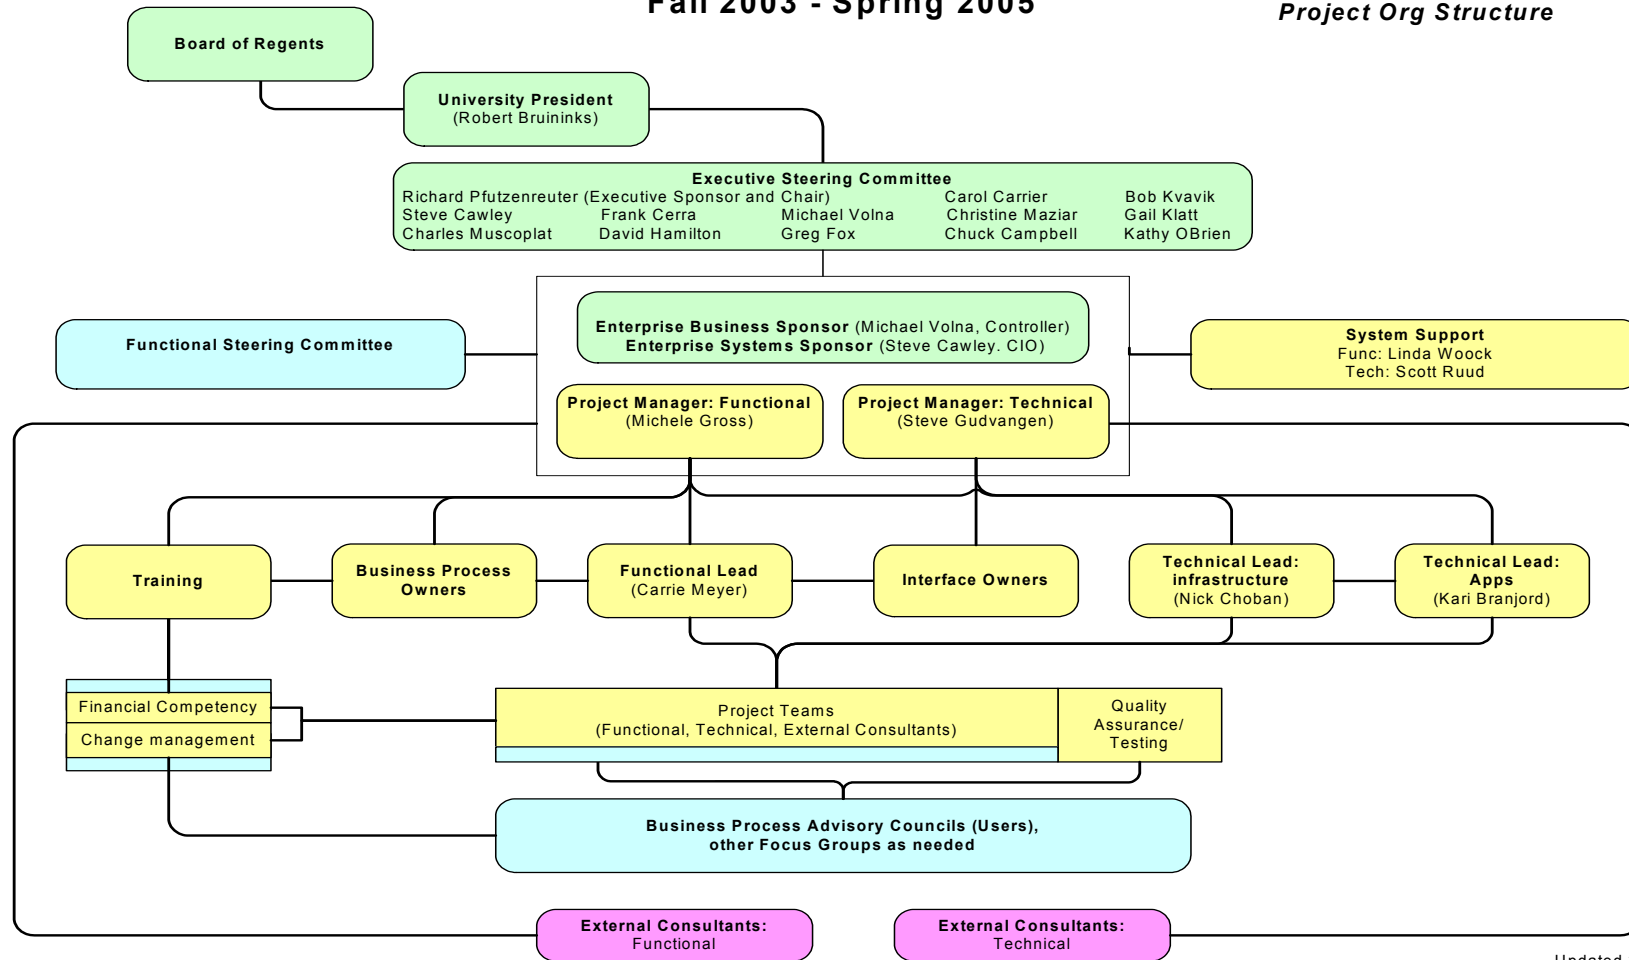 Fall 2003 - Spring 2005
Project Org Structure
Board of Regents
University President
(Robert Bruininks)
Executive Steering Committee
Richard Pfutzenreuter (Executive Sponsor and Chair) Carol Carrier Bob Kvavik
Steve Cawley Frank Cerra Michael Volna Christine Maziar Gail Klatt
Charles Muscoplat David Hamilton Greg Fox Chuck Campbell Kathy OBrien
Enterprise Business Sponsor (Michael Volna, Controller)
Enterprise Systems Sponsor (Steve Cawley. CIO)
Functional Steering Committee
System Support
Func: Linda Woock
Tech: Scott Ruud
Project Manager: Functional
(Michele Gross)
Project Manager: Technical
(Steve Gudvangen)
Training
Business Process
Owners
Functional Lead
(Carrie Meyer)
Interface Owners
Technical Lead:
infrastructure
(Nick Choban)
Technical Lead:
Apps
(Kari Branjord)
Financial Competency
Change management
Project Teams
(Functional, Technical, External Consultants)
Quality
Assurance/
Testing
Business Process Advisory Councils (Users),
other Focus Groups as needed
External Consultants:
Functional
External Consultants:
Technical
Updated